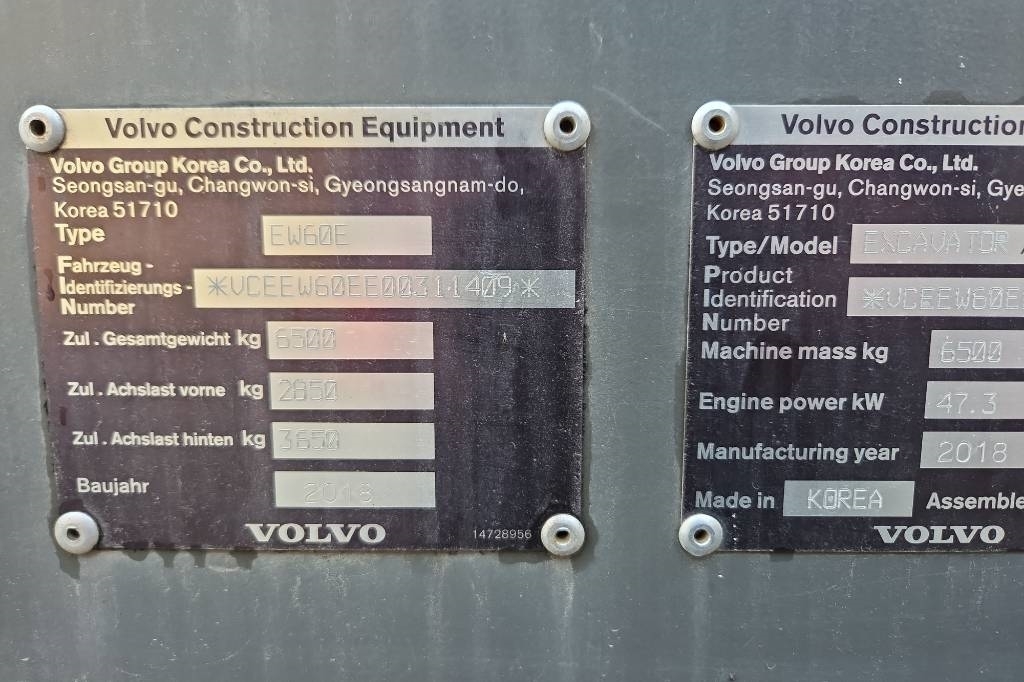 Volvo Construction Equipment
Volvo Group Korea Co., Ltd.
Seongsan-gu, Changwon-si, Gyeongsangnam-do,
Korea 51710
Type EW60E
Fahrzeug-
Identifizierungs- *VCEEW60EE00311409*
Number
Zul. Gesamtgewicht kg 6500
Zul. Achslast vorne kg 2850
Zul. Achslast hinten kg 3650
Baujahr 2018
VOLVO 14728956
Volvo Construction
Volvo Group Korea Co., Ltd.
Seongsan-gu, Changwon-si, Gye
Korea 51710
Type/Model EXCAVATOR /
Product
Identification *VCEEW60E
Number
Machine mass kg 6500
Engine power kW 47.3
Manufacturing year 2018
Made in KOREA Assemble
VOLVO